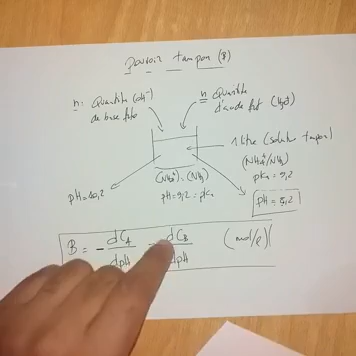 Pouvoir tampon (β)
n: Quantité (OH⁻)
de base forte
n Quantité
d'acide fort (H₃O⁺)
1 litre (solution tampon)
(NH₄⁺/NH₃)
pKa = 9,2
(NH₄⁺) = (NH₃)
pH = 9,2 = pKa
pH = 10,2
pH = 8,2
B = - dCA/dpH dCB/dpH (mol/l)